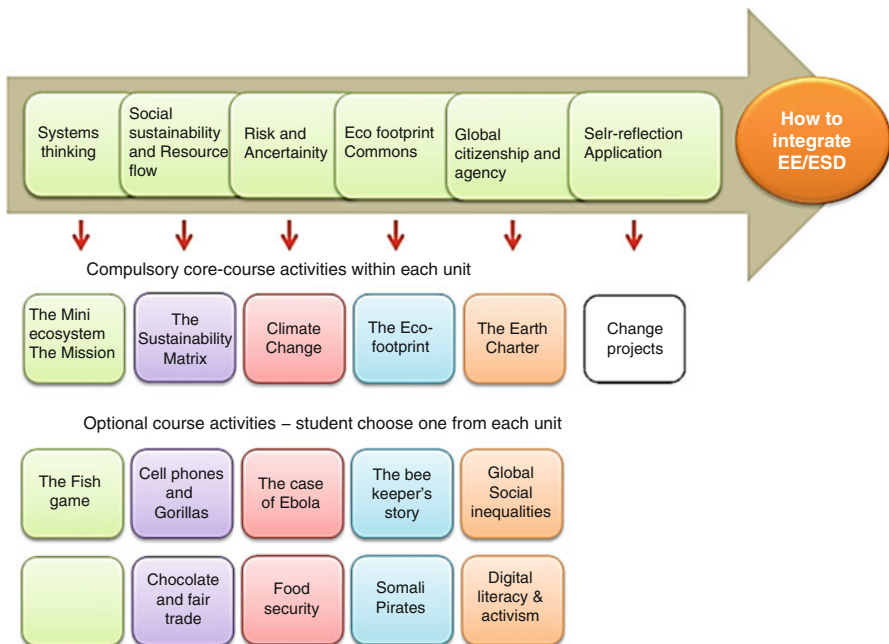 Systems
thinking
Social
sustainability
and Resource
flow
Risk and
Ancertainity
Eco footprint
Commons
Global
citizenship and
agency
Selr-reflection
Application
How to
integrate
EE/ESD
Compulsory core-course activities within each unit
The Mini
ecosystem
The Mission
The
Sustainability
Matrix
Climate
Change
The Eco-
footprint
The Earth
Charter
Change
projects
Optional course activities – student choose one from each unit
The Fish
game
Cell phones
and
Gorillas
The case
of Ebola
The bee
keeper's
story
Global
Social
inequalities
Chocolate
and fair
trade
Food
security
Somali
Pirates
Digital
literacy &
activism